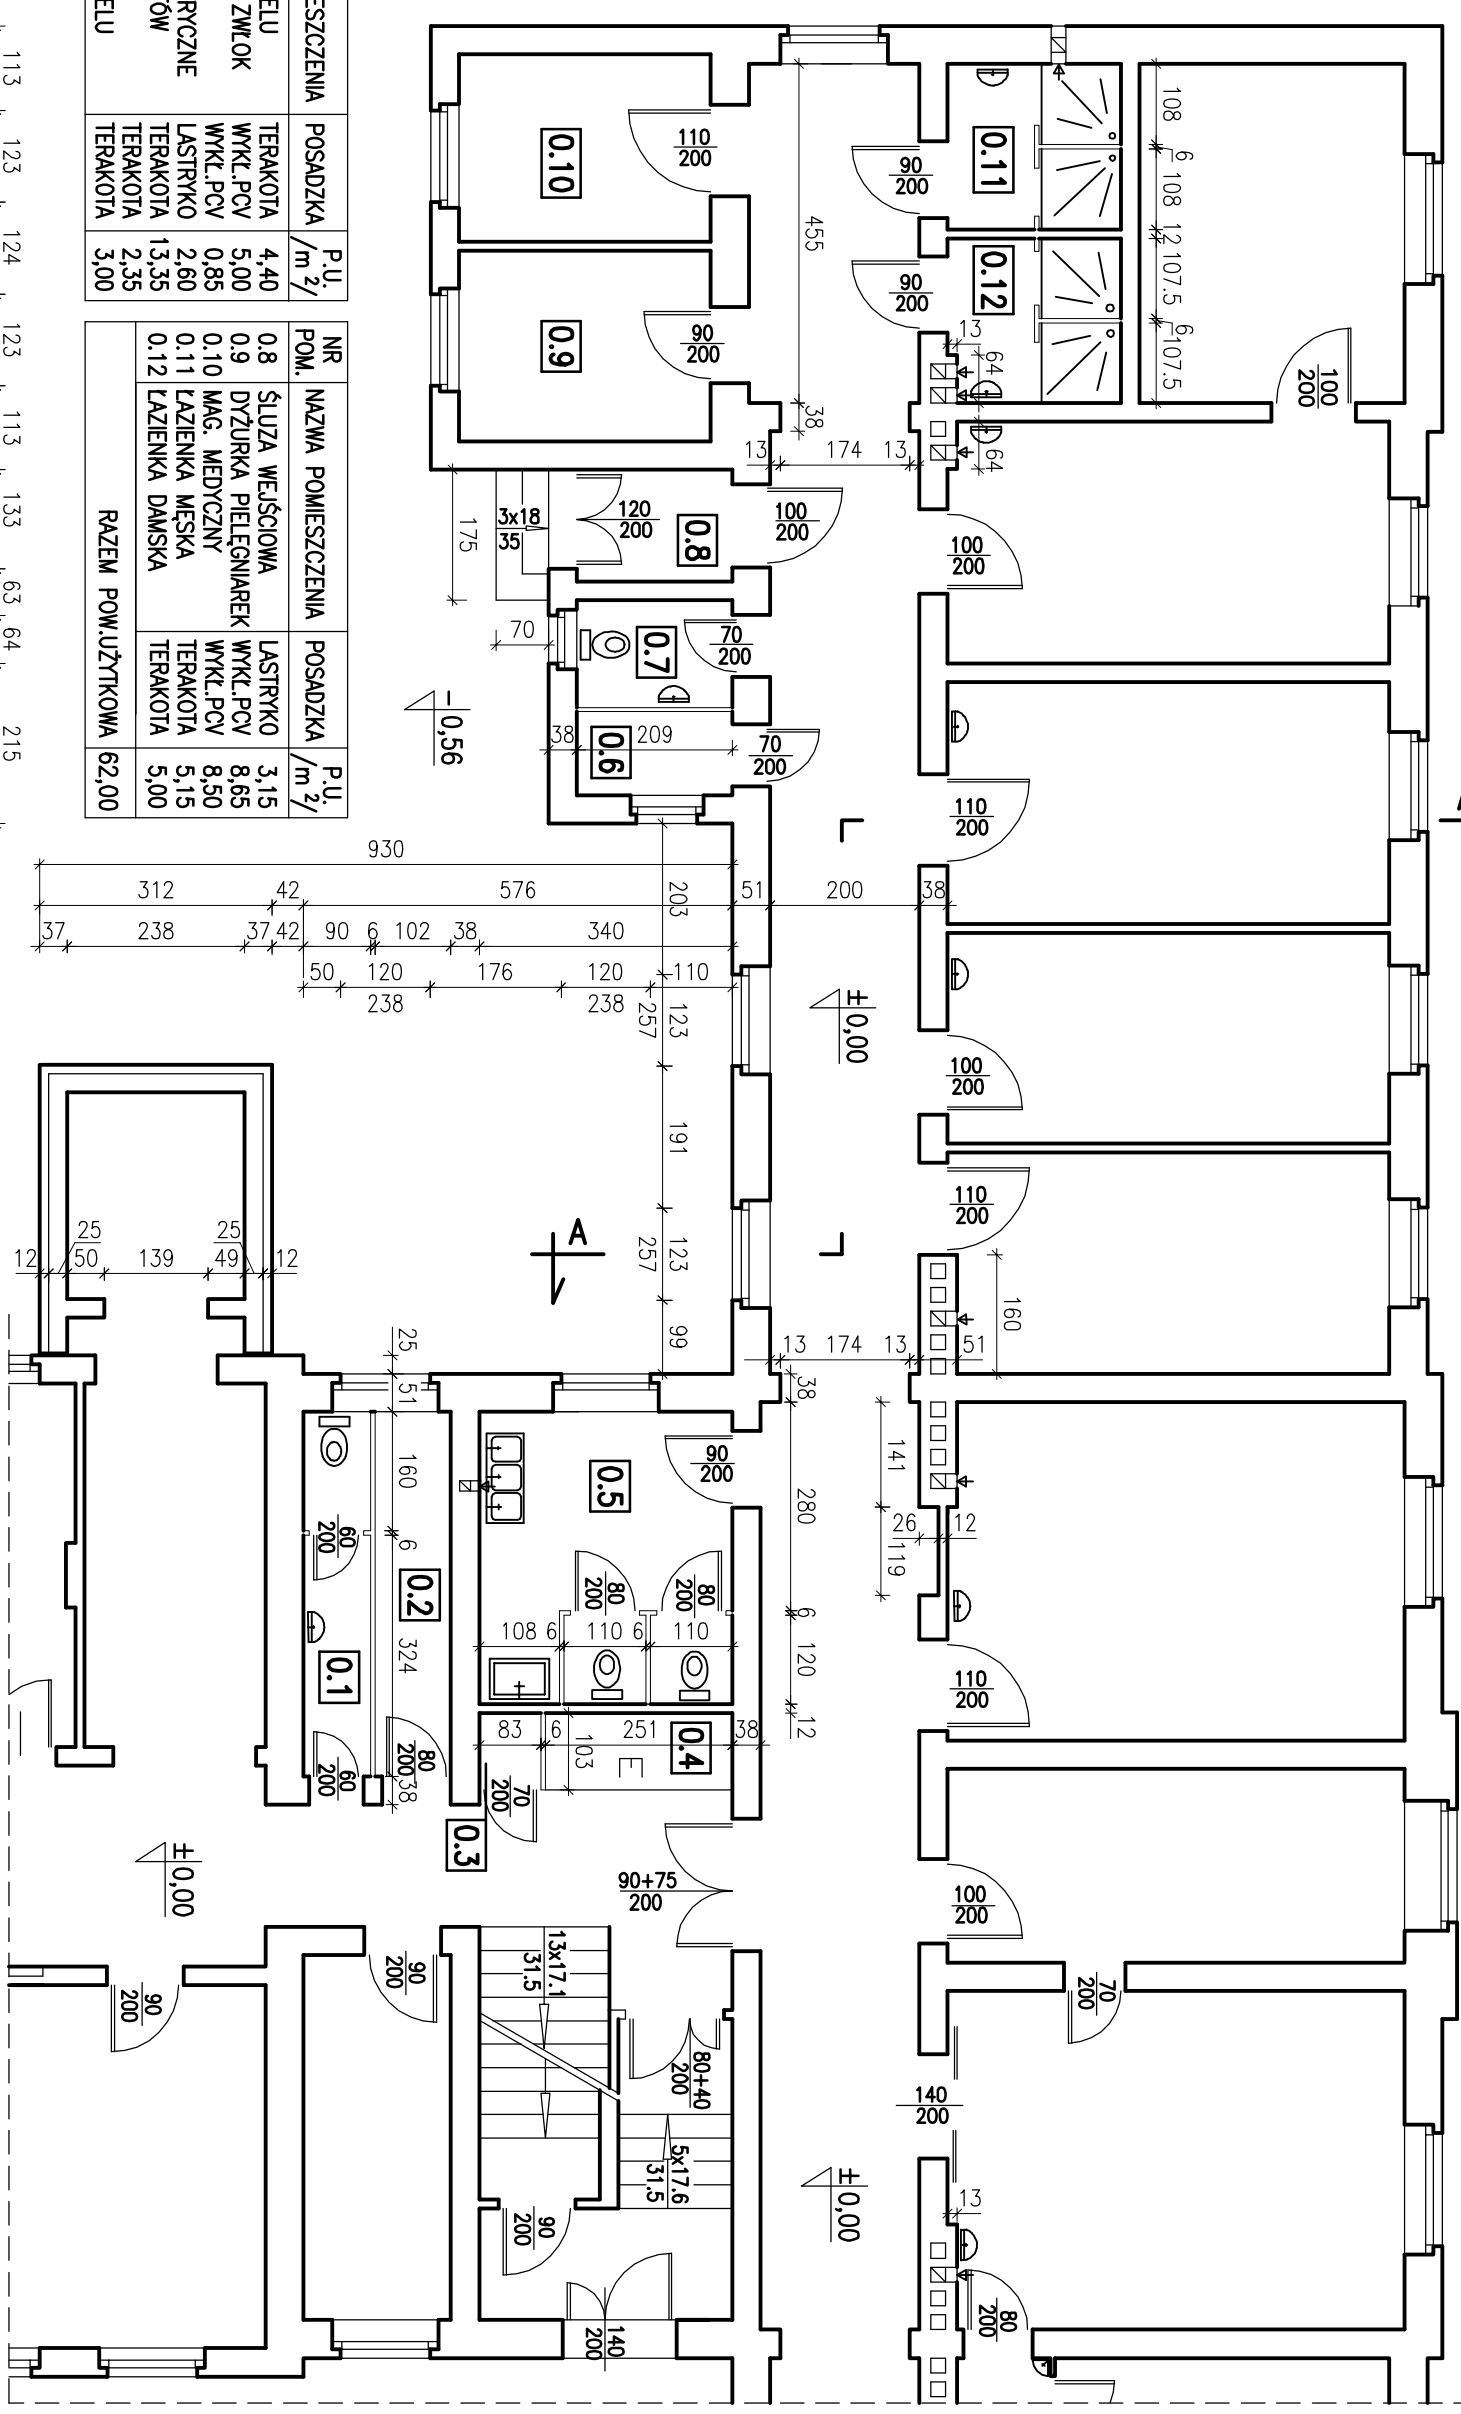 ESZCZENIA POSADZKA P.U. /m²/
ELU TERAKOTA 4,40
ZWŁOK WYKŁ.PCV 5,00
WYKŁ.PCV 0,85
RYCZNE LASTRYKO 2,60
ÓW TERAKOTA 13,35
TERAKOTA 2,35
ELU TERAKOTA 3,00
NR POM. NAZWA POMIESZCZENIA POSADZKA P.U. /m²/
0.8 ŚLUZA WEJŚCIOWA LASTRYKO 3,15
0.9 DYŻURKA PIELĘGNIAREK WYKŁ.PCV 8,65
0.10 MAG. MEDYCZNY WYKŁ.PCV 8,50
0.11 ŁAZIENKA MĘSKA TERAKOTA 5,15
0.12 ŁAZIENKA DAMSKA TERAKOTA 5,00
RAZEM POW.UŻYTKOWA 62,00
113 123 124 123 113 133 63 64 215
108 6 108 12 107.5 6 107.5
100
200
0.11
0.12
90
200
90
200
455
38
13
64
64
0.10
110
200
0.9
90
200
13 174 13
100
200
0.8
120
200
100
200
3x18
35
175
70
0.7
70
200
38 209
0.6
70
200
-0,56
110
200
930
312 42 576 51 200 38
37 238 37 42 90 6 102 38 340
50 120 176 120 110
238 238
203 123 191 123 99
257 257
±0,00
100
200
A
110
200
160
13 174 13 51
12 25 50 139 49 25 12
25 51 160 6 324 38
38 280 6 120 12
141 119
26 12
90
200
0.5
60
200
80
200
80
200
0.2
0.1
108 6 110 6 110
110
200
60
200
80
200
83 6 251 38
103
E
0.4
70
200
0.3
90+75
200
100
200
±0,00
90
200
90
200
13x17.1
31.5
80+40
200
5x17.6
31.5
70
200
140
200
±0,00
90
200
13
80
200
140
200